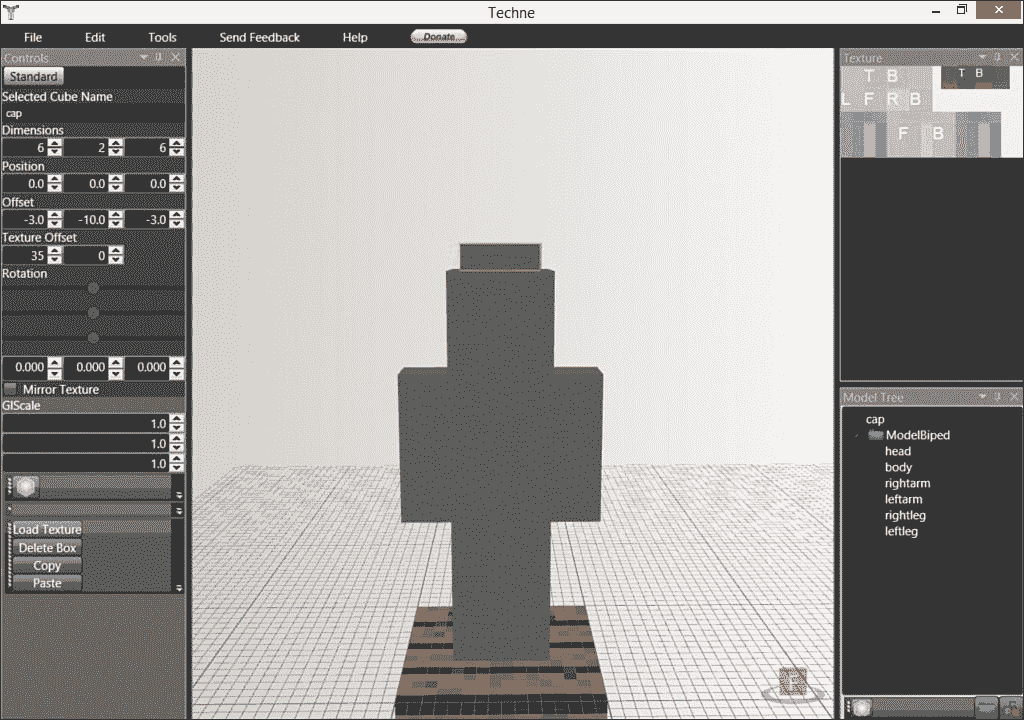 Techne
File Edit Tools Send Feedback Help Donate
Controls
Standard
Selected Cube Name
cap
Dimensions
6 2 6
Position
0.0 0.0 0.0
Offset
-3.0 -10.0 -3.0
Texture Offset
35 0
Rotation
0.000 0.000 0.000
Mirror Texture
GlScale
1.0
1.0
1.0
Load Texture
Delete Box
Copy
Paste
F
Texture
T B T B
L F R B
F B
Model Tree
cap
ModelBiped
head
body
rightarm
leftarm
rightleg
leftleg